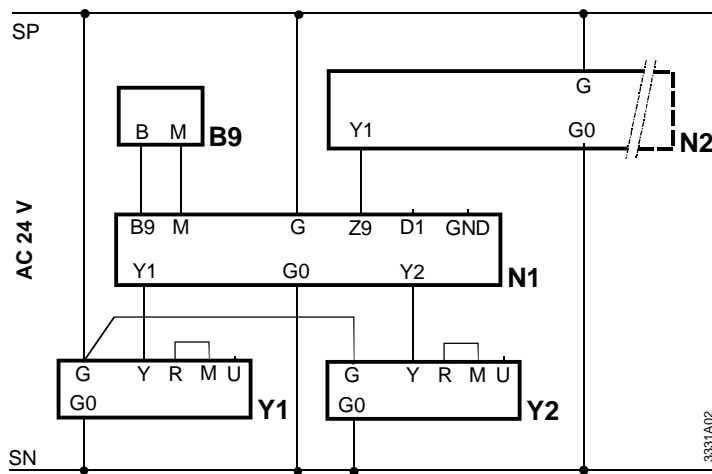 SP
G
B M B9
Y1 G0 N2
AC 24 V
B9 M G Z9 D1 GND
Y1 G0 Y2 N1
G Y R M U
G0 Y1
G Y R M U
G0 Y2
SN
3331A02